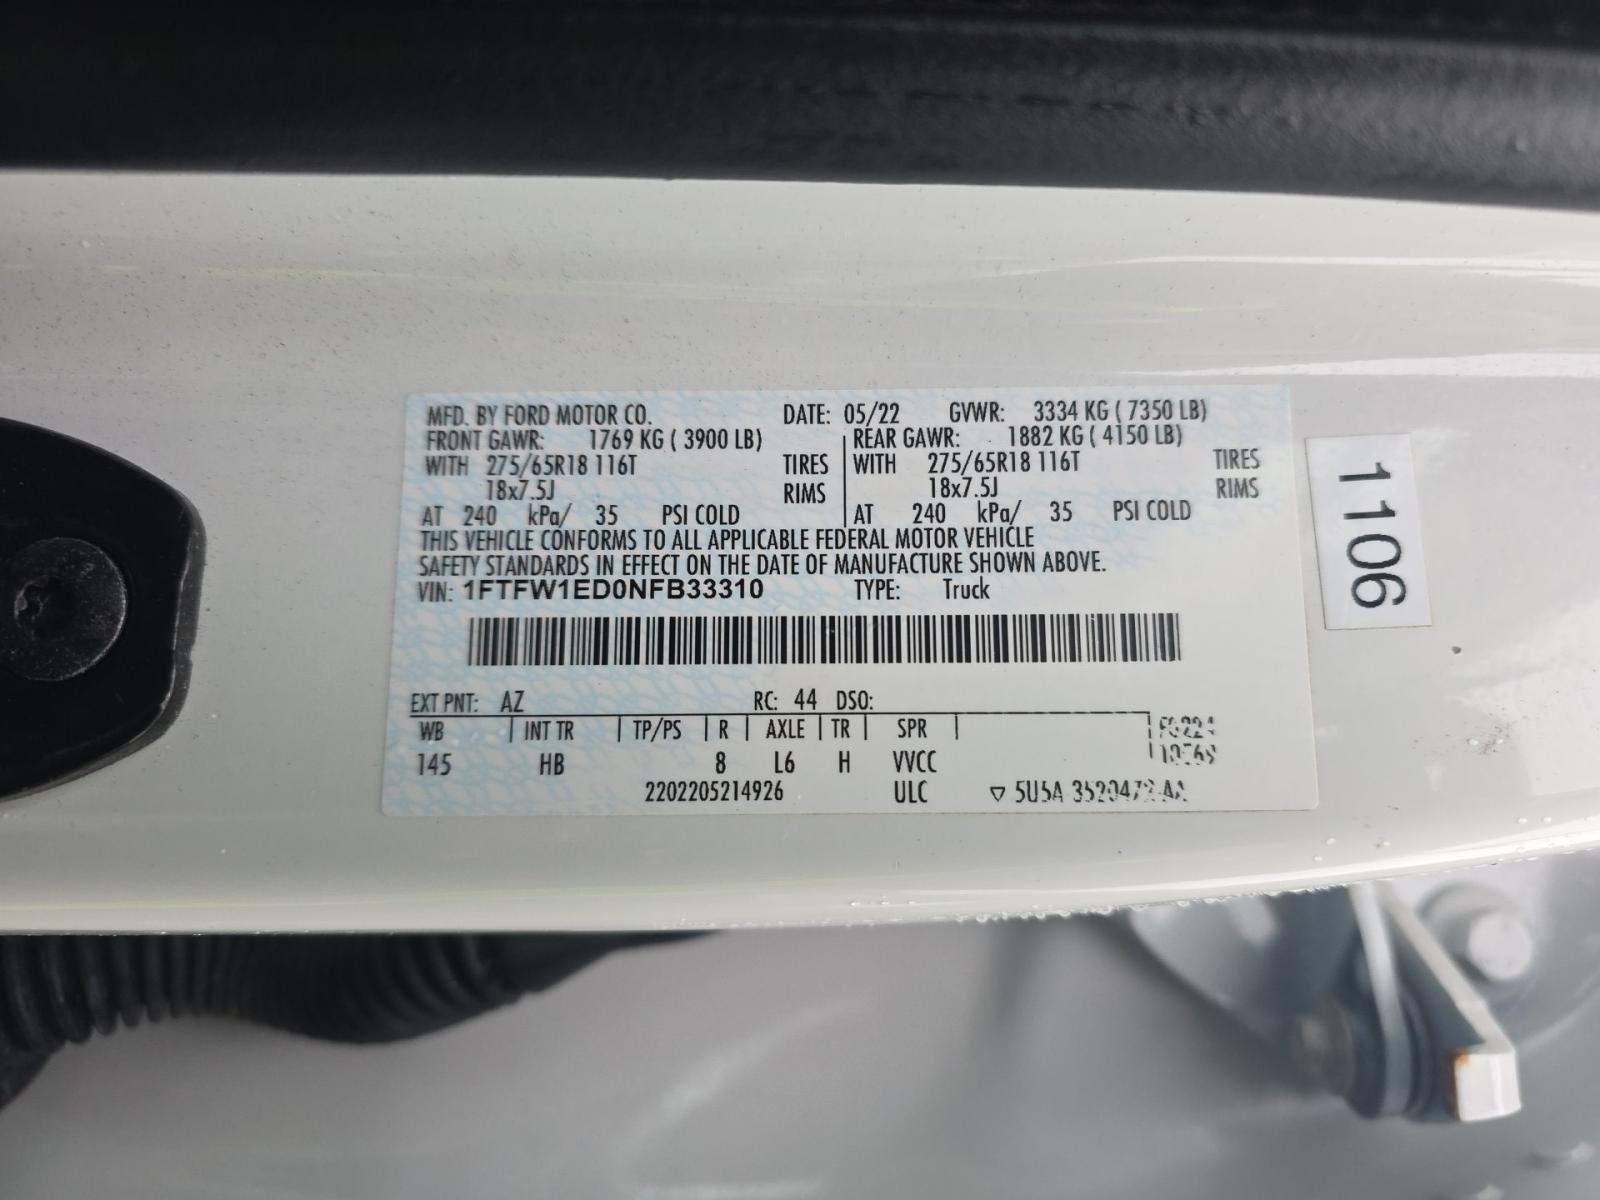 MFD. BY FORD MOTOR CO. DATE: 05/22 GVWR: 3334 KG ( 7350 LB)
FRONT GAWR: 1769 KG ( 3900 LB) REAR GAWR: 1882 KG ( 4150 LB)
WITH 275/65R18 116T TIRES WITH 275/65R18 116T TIRES
18x7.5J RIMS 18x7.5J RIMS
AT 240 kPa/ 35 PSI COLD AT 240 kPa/ 35 PSI COLD
THIS VEHICLE CONFORMS TO ALL APPLICABLE FEDERAL MOTOR VEHICLE
SAFETY STANDARDS IN EFFECT ON THE DATE OF MANUFACTURE SHOWN ABOVE.
VIN: 1FTFW1ED0NFB33310 TYPE: Truck
EXT PNT: AZ RC: 44 DSO:
WB INT TR TP/PS R AXLE TR SPR
145 HB 8 L6 H VVCC
2202205214926 ULC ▽ 5U5A
1106